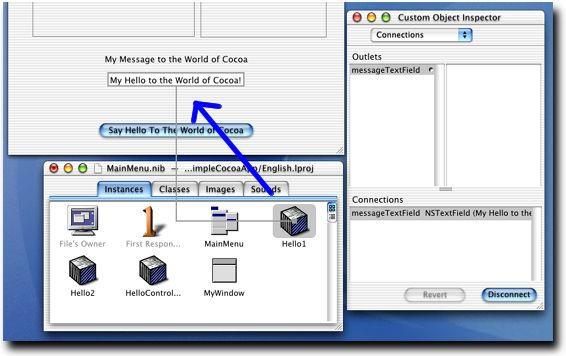 My Message to the World of Cocoa
My Hello to the World of Cocoa!
Say Hello To The World of Cocoa
MainMenu.nib — ...impleCocoaApp/English.lproj
Instances
Classes
Images
Sounds
File's Owner
First Respon...
MainMenu
Hello1
Hello2
HelloControl...
MyWindow
Custom Object Inspector
Connections
Outlets
messageTextField
Connections
messageTextField NSTextField (My Hello to the
Revert
Disconnect